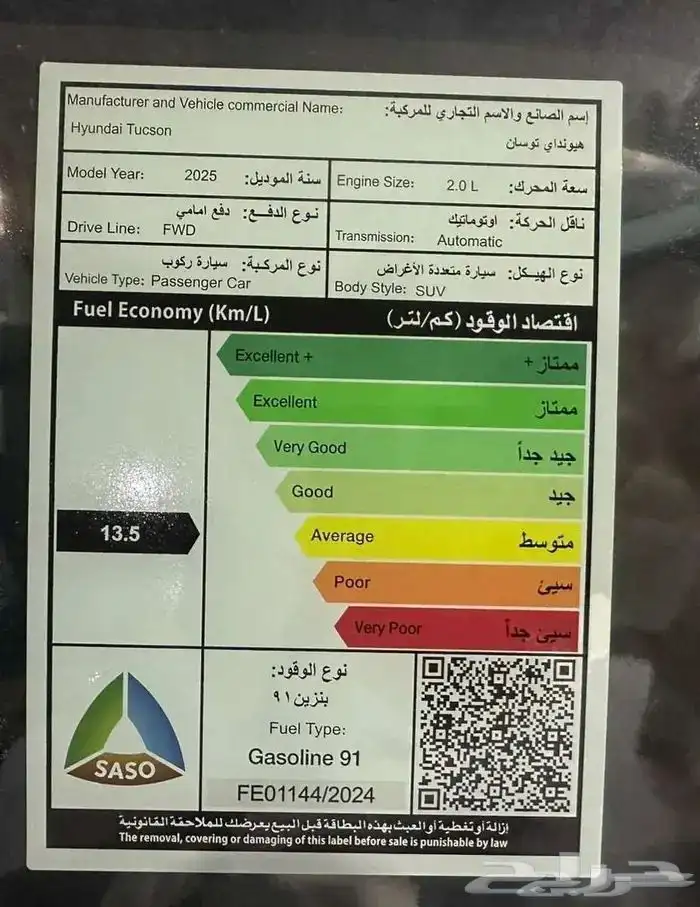 Manufacturer and Vehicle commercial Name:
إسم الصانع والاسم التجاري للمركبة:
Hyundai Tucson
هيونداي توسان
Model Year: 2025 سنة الموديل:
Engine Size: 2.0 L سعة المحرك:
نوع الدفع: دفع امامي
Drive Line: FWD
ناقل الحركة: اوتوماتيك
Transmission: Automatic
نوع المركبة: سيارة ركوب
Vehicle Type: Passenger Car
نوع الهيكل: سيارة متعددة الأغراض
Body Style: SUV
Fuel Economy (Km/L) اقتصاد الوقود (كم/لتر)
Excellent + ممتاز +
Excellent ممتاز
Very Good جيد جداً
Good جيد
13.5
Average متوسط
Poor سيئ
Very Poor سيئ جداً
SASO
نوع الوقود:
بنزين ٩١
Fuel Type:
Gasoline 91
FE01144/2024
إزالة أو تغطية أو العبث بهذه البطاقة قبل البيع يعرضك للملاحقة القانونية
The removal, covering or damaging of this label before sale is punishable by law
حراج